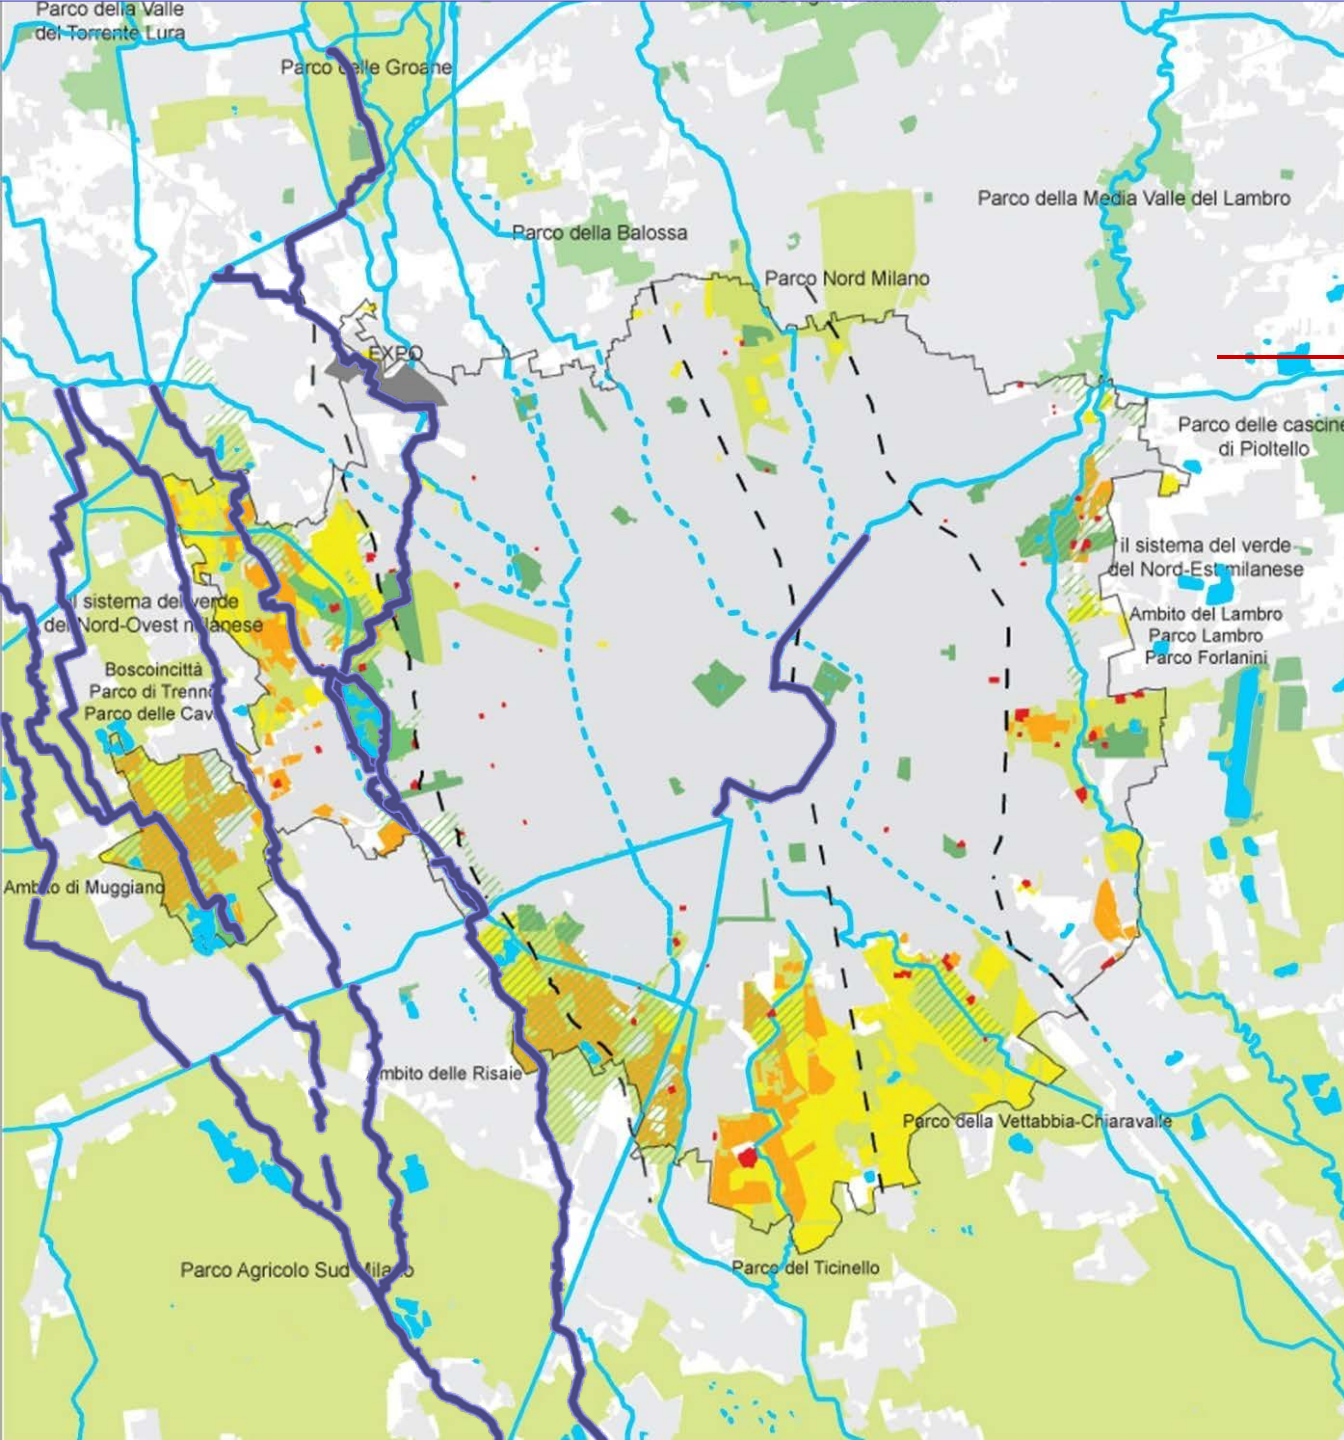 Parco della Valle
del Torrente Lura
Parco delle Groane
Parco della Media Valle del Lambro
Parco della Balossa
Parco Nord Milano
EXPO
Parco delle cascine
di Pioltello
il sistema del verde
del Nord-Est milanese
il sistema del verde
del Nord-Ovest milanese
Ambito del Lambro
Parco Lambro
Parco Forlanini
Boscoincittà
Parco di Trenno
Parco delle Cave
Ambito di Muggiano
Ambito delle Risaie
Parco della Vettabbia-Chiaravalle
Parco Agricolo Sud Milano
Parco del Ticinello